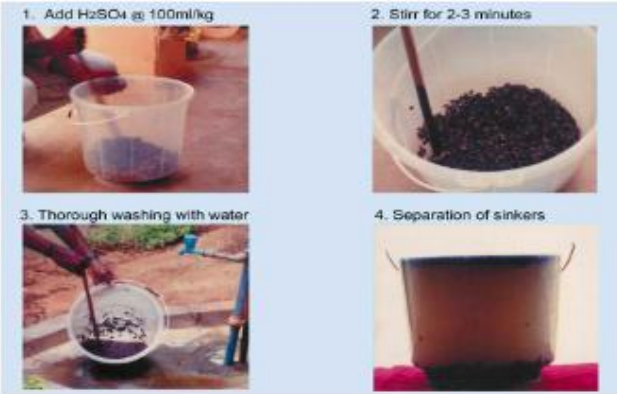 1. Add H2SO4 @ 100ml/kg
2. Stirr for 2-3 minutes
3. Thorough washing with water
4. Separation of sinkers